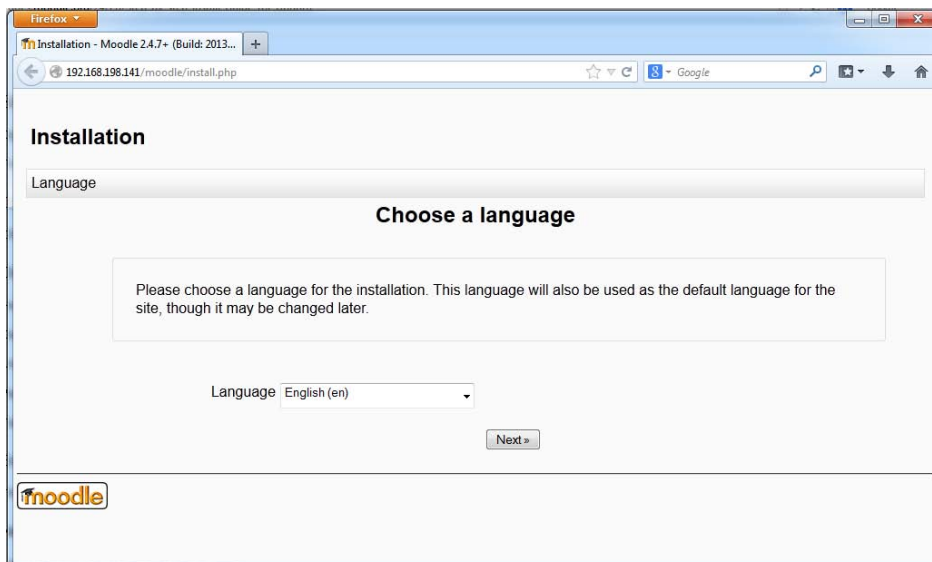 Firefox
Installation - Moodle 2.4.7+ (Build: 2013...
192.168.198.141/moodle/install.php
Google
Installation
Language
Choose a language
Please choose a language for the installation. This language will also be used as the default language for the
site, though it may be changed later.
Language English (en)
Next »
moodle